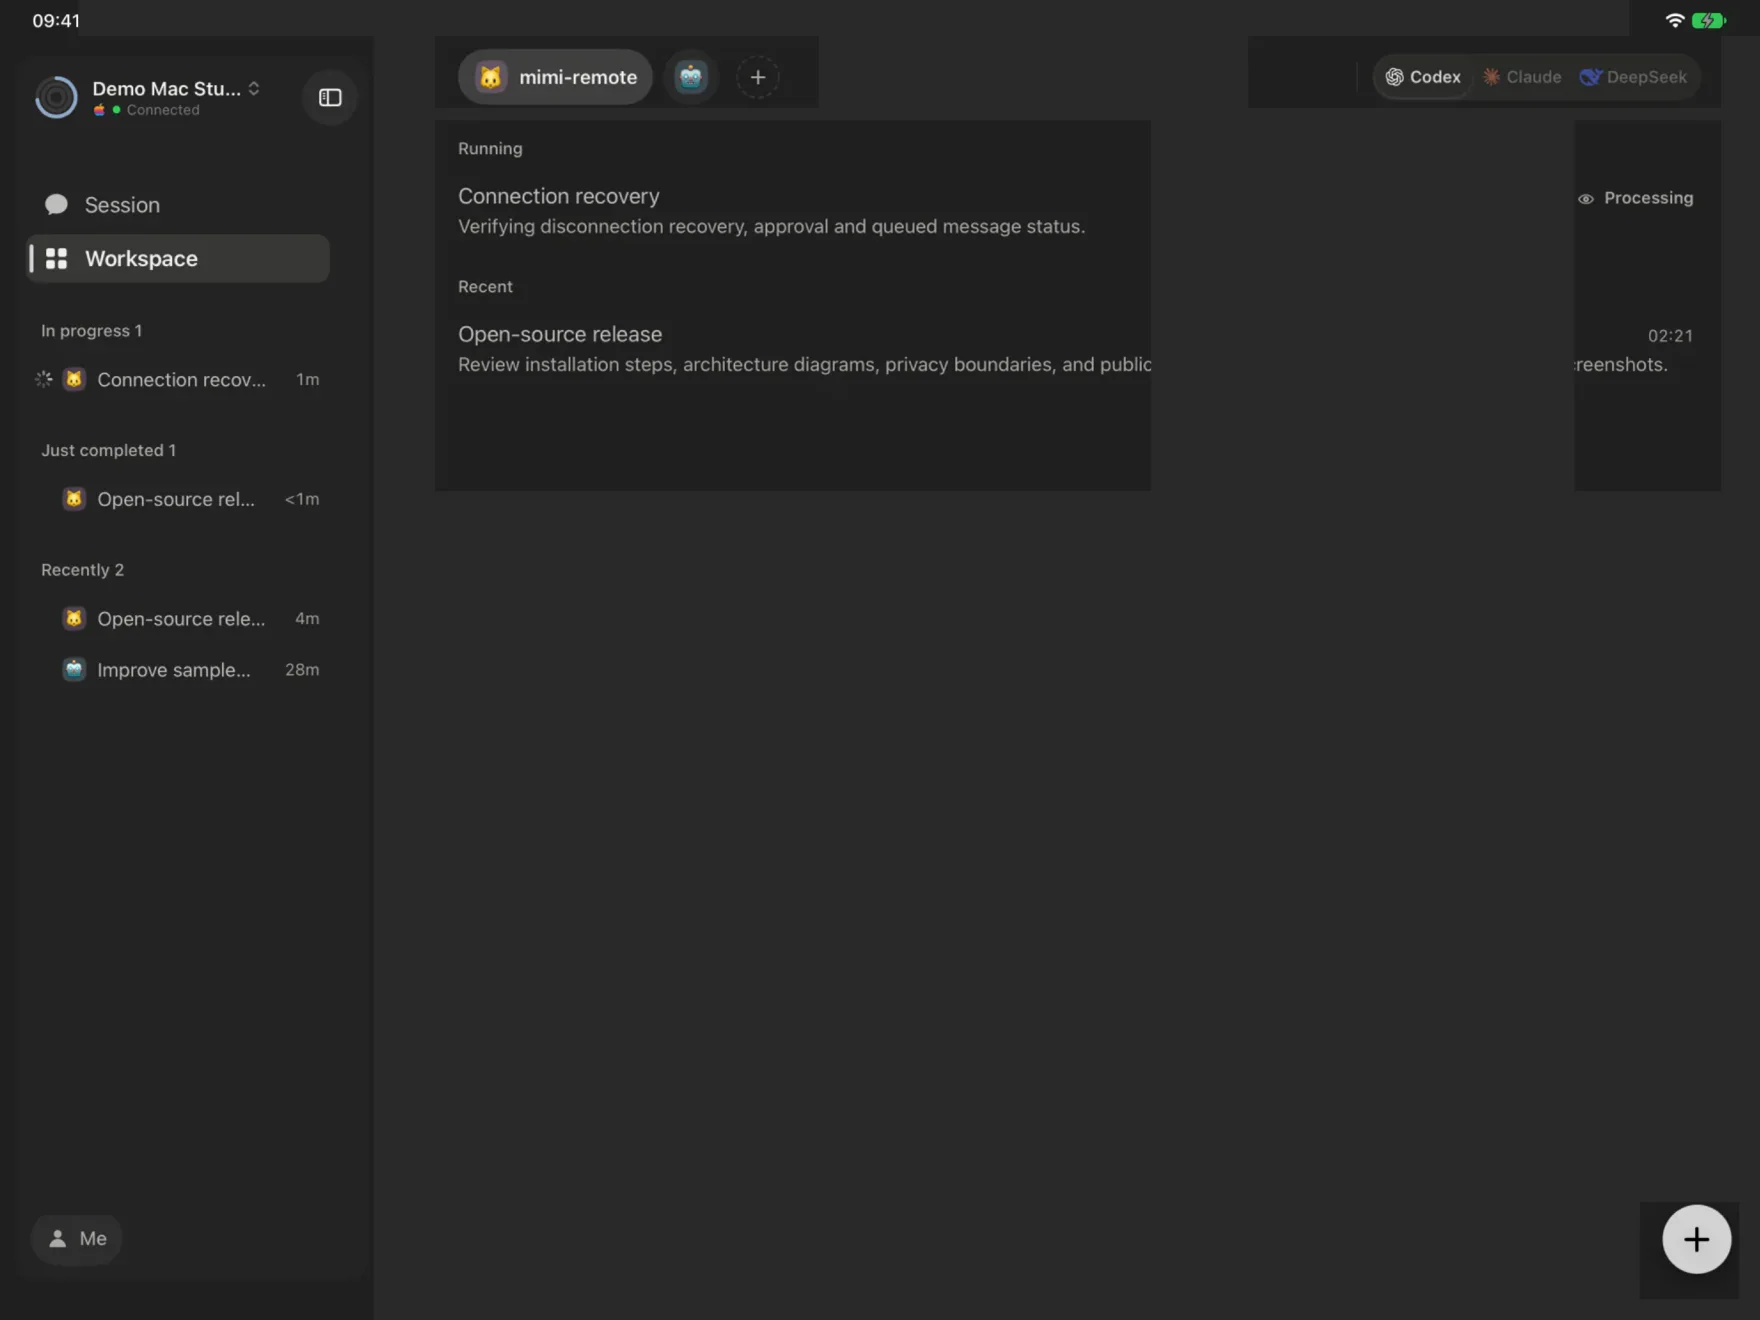 09:41
Demo Mac Stu...
Connected
Session
Workspace
In progress 1
Connection recov... 1m
Just completed 1
Open-source rel... <1m
Recently 2
Open-source rele... 4m
Improve sample... 28m
Me
mimi-remote
Codex Claude DeepSeek
Running
Connection recovery
Processing
Verifying disconnection recovery, approval and queued message status.
Recent
Open-source release
02:21
Review installation steps, architecture diagrams, privacy boundaries, and public
reenshots.